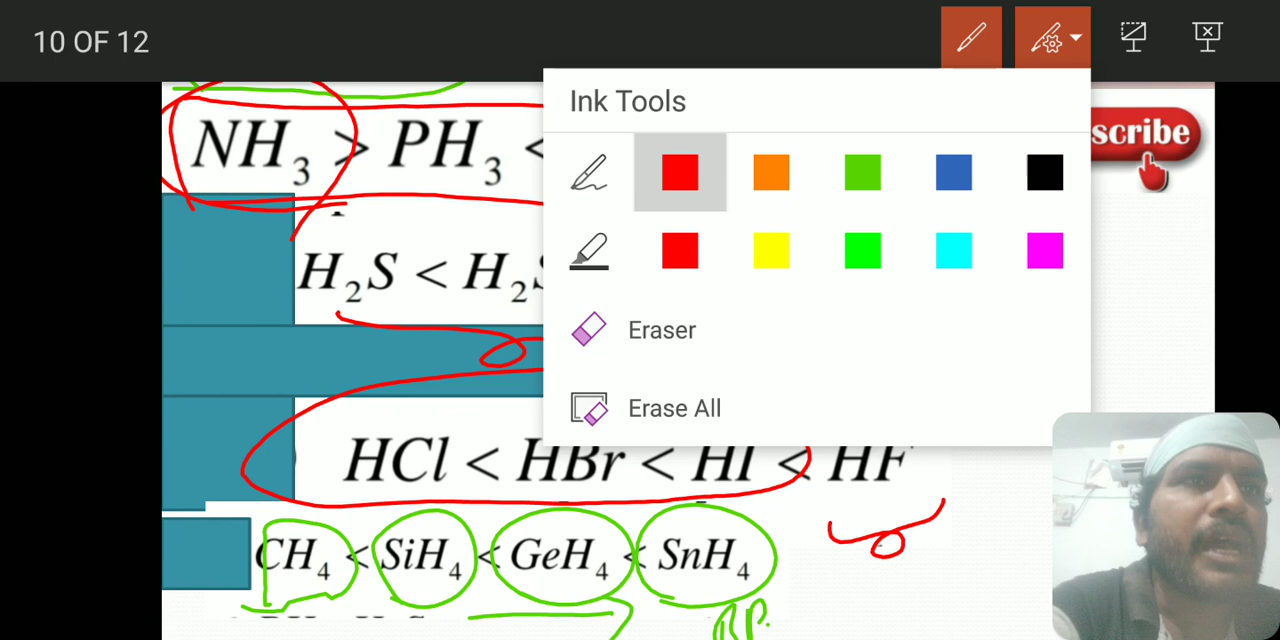 10 OF 12
Ink Tools
scribe
NH₃ > PH₃ <
H₂S < H₂S
Eraser
Erase All
HCl < HBr < HI < HF
CH₄ < SiH₄ < GeH₄ < SnH₄
BP.